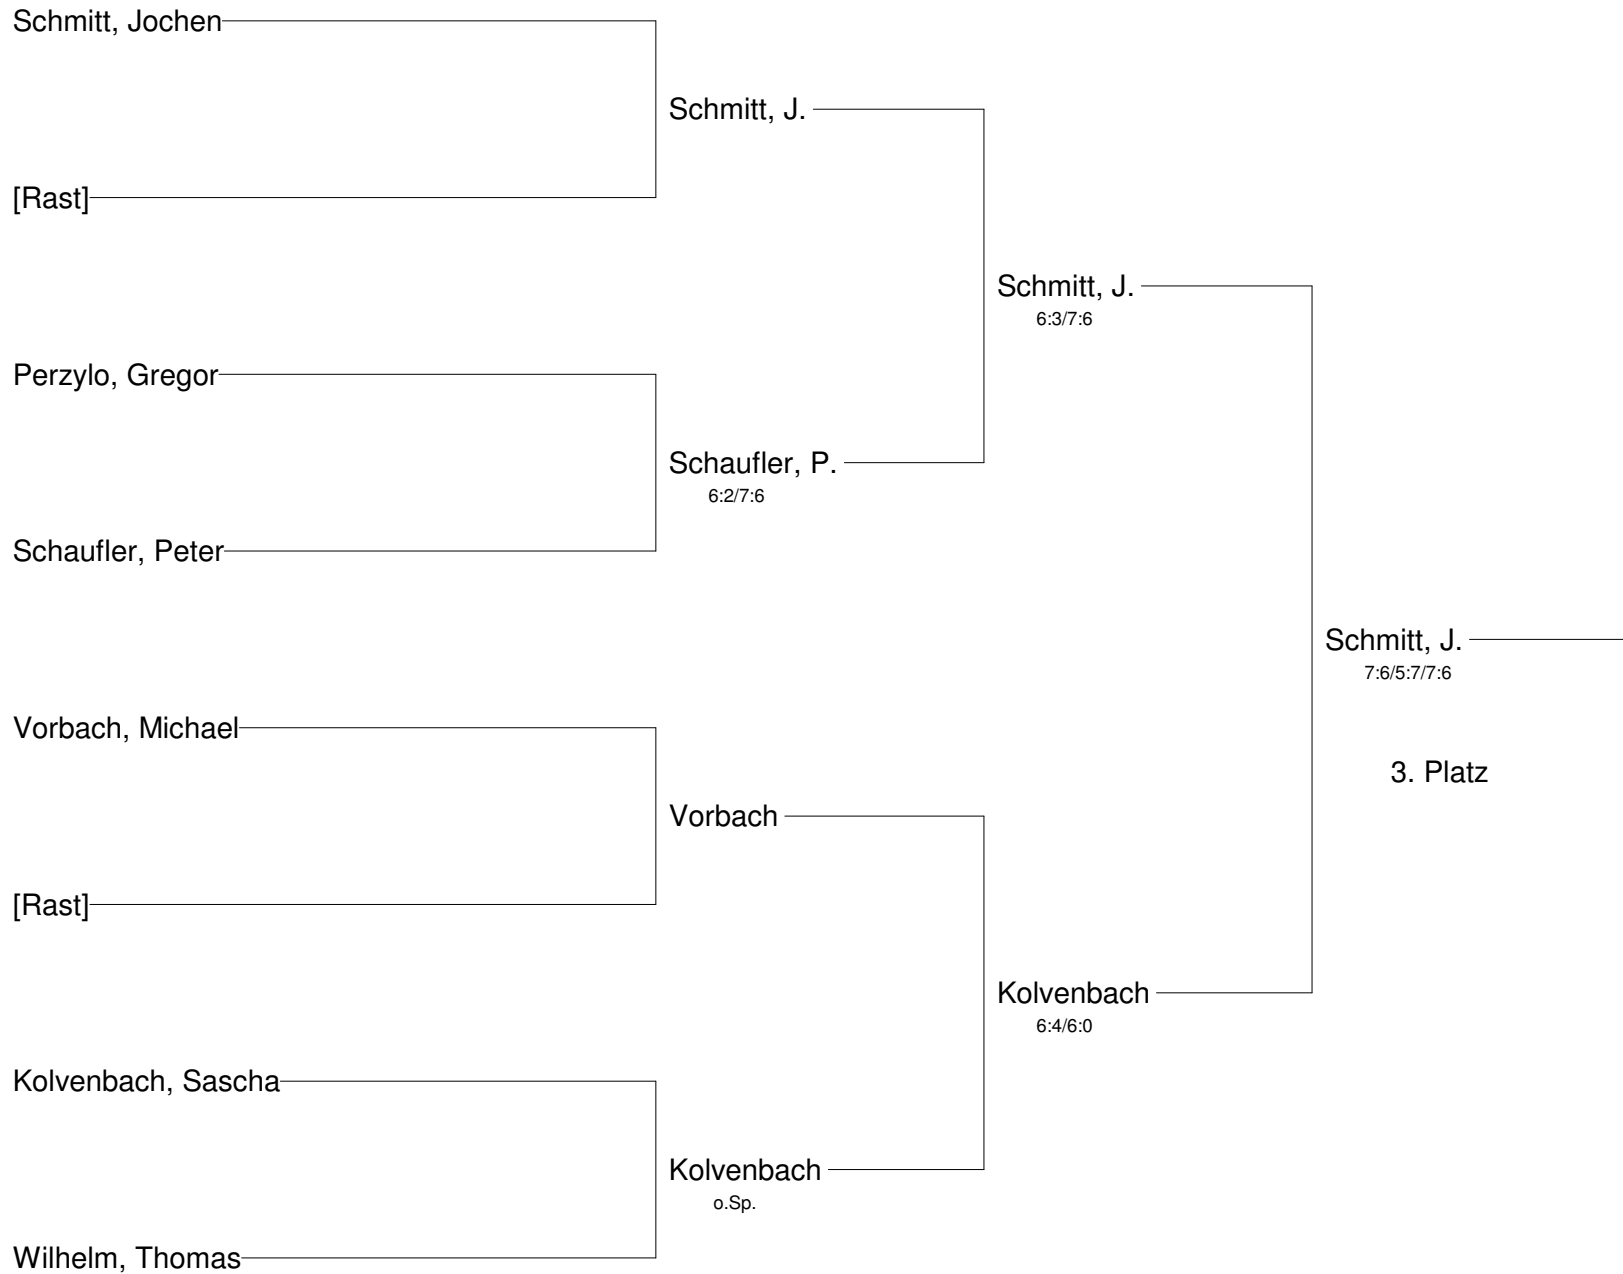 Schmitt, Jochen
Schmitt, J.
[Rast]
Schmitt, J.
6:3/7:6
Perzylo, Gregor
Schaufler, P.
6:2/7:6
Schaufler, Peter
Schmitt, J.
7:6/5:7/7:6
Vorbach, Michael
3. Platz
Vorbach
[Rast]
Kolvenbach
6:4/6:0
Kolvenbach, Sascha
Kolvenbach
o.Sp.
Wilhelm, Thomas